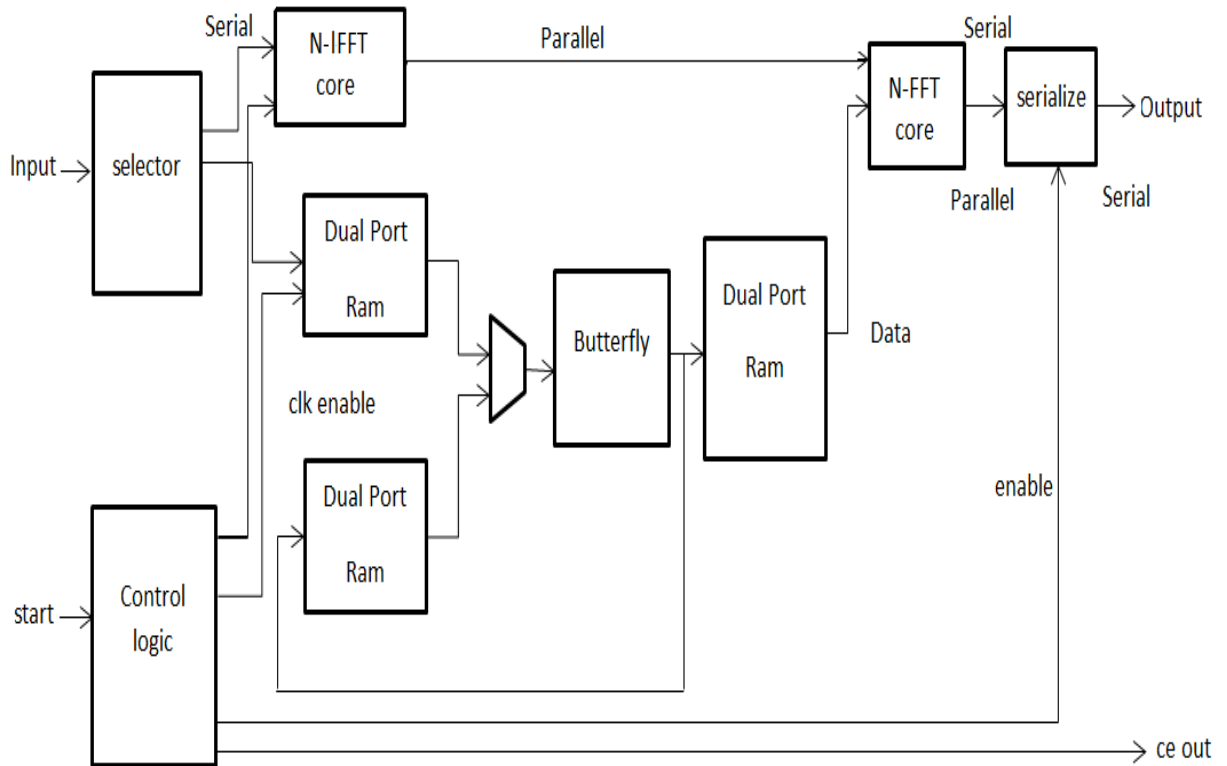 Serial
N-IFFT
core
Parallel
Serial
N-FFT
core
serialize
Output
Input
selector
Parallel
Serial
Dual Port
Ram
Butterfly
Dual Port
Ram
Data
clk enable
Dual Port
Ram
enable
start
Control
logic
ce out